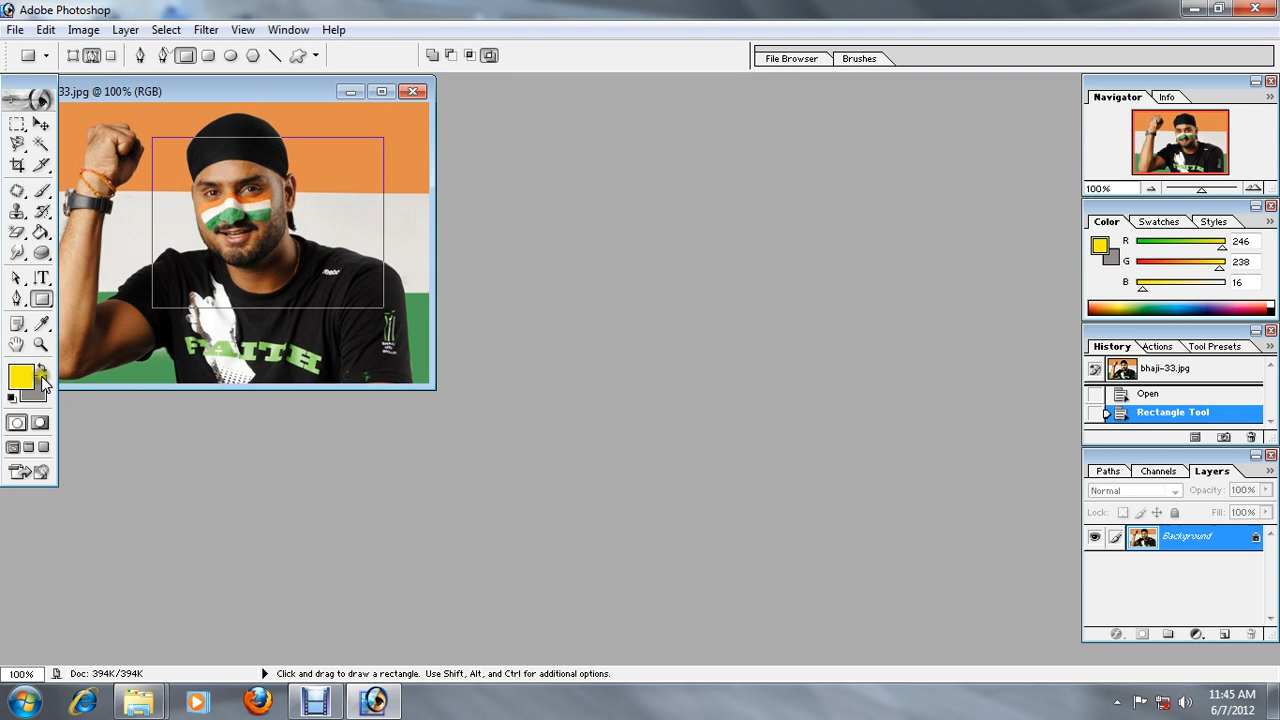 Adobe Photoshop
File Edit Image Layer Select Filter View Window Help
File Browser Brushes
33.jpg @ 100% (RGB)
FAITH
Reebok
T
Navigator Info
100%
Color Swatches Styles
R 246
G 238
B 16
History Actions Tool Presets
bhaji-33.jpg
Open
Rectangle Tool
Paths Channels Layers
Normal Opacity: 100%
Lock: Fill: 100%
Background
100% Doc: 394K/394K Click and drag to draw a rectangle. Use Shift, Alt, and Ctrl for additional options.
11:45 AM
6/7/2012